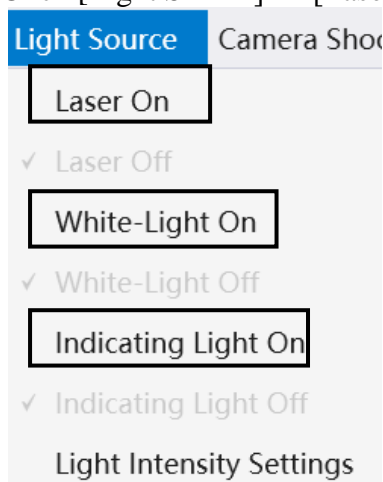 Light Source Camera Shoo
Laser On
✓ Laser Off
White-Light On
✓ White-Light Off
Indicating Light On
✓ Indicating Light Off
Light Intensity Settings